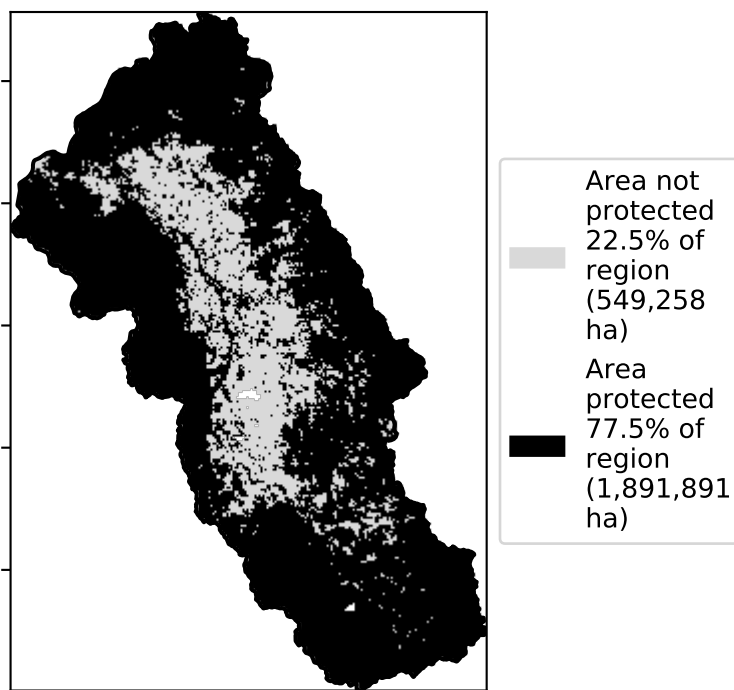 Area not
protected
22.5% of
region
(549,258
ha)
Area
protected
77.5% of
region
(1,891,891
ha)